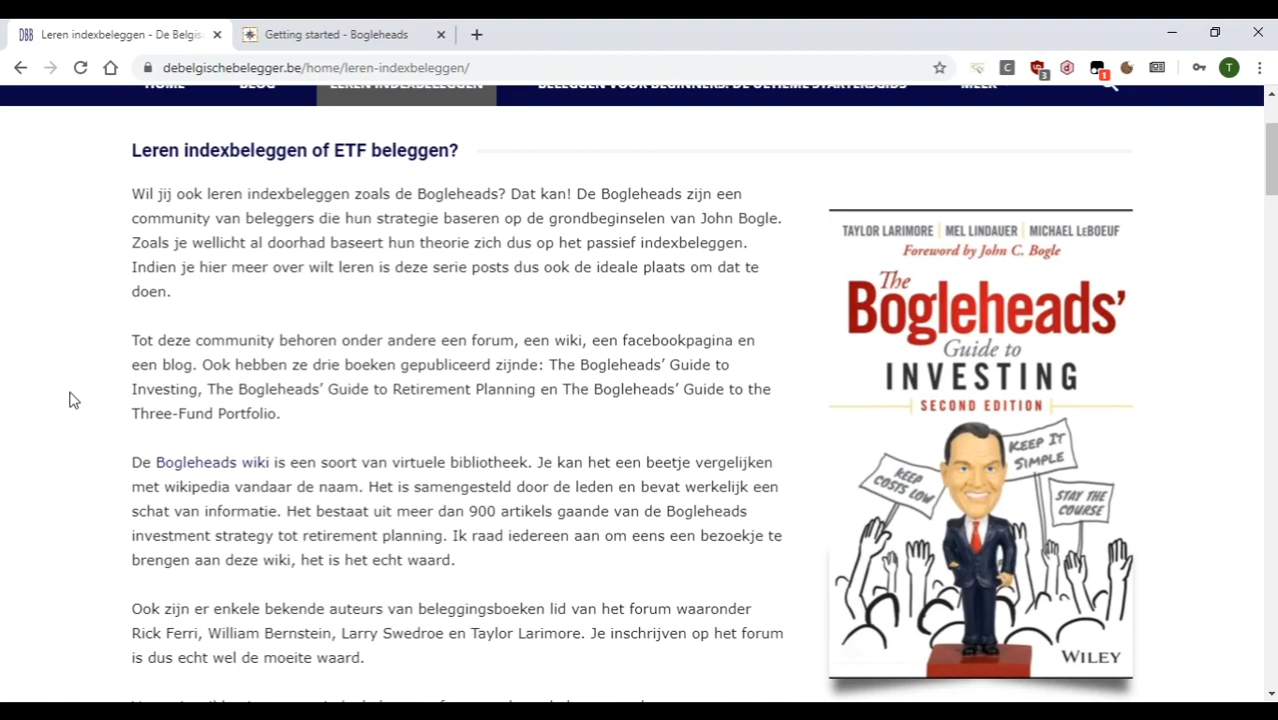 DBB Leren indexbeleggen - De Belgis
Getting started - Bogleheads
debelgischebelegger.be/home/leren-indexbeleggen/
3
1
T
HOME BLOG LEREN INDEXBELEGGEN BELEGGEN VOOR BEGINNERS: DE ULTIEME STARTERSGIDS MEER
Leren indexbeleggen of ETF beleggen?
Wil jij ook leren indexbeleggen zoals de Bogleheads? Dat kan! De Bogleheads zijn een
community van beleggers die hun strategie baseren op de grondbeginselen van John Bogle.
Zoals je wellicht al doorhad baseert hun theorie zich dus op het passief indexbeleggen.
Indien je hier meer over wilt leren is deze serie posts dus ook de ideale plaats om dat te
doen.
Tot deze community behoren onder andere een forum, een wiki, een facebookpagina en
een blog. Ook hebben ze drie boeken gepubliceerd zijnde: The Bogleheads’ Guide to
Investing, The Bogleheads’ Guide to Retirement Planning en The Bogleheads’ Guide to the
Three-Fund Portfolio.
De Bogleheads wiki is een soort van virtuele bibliotheek. Je kan het een beetje vergelijken
met wikipedia vandaar de naam. Het is samengesteld door de leden en bevat werkelijk een
schat van informatie. Het bestaat uit meer dan 900 artikels gaande van de Bogleheads
investment strategy tot retirement planning. Ik raad iedereen aan om eens een bezoekje te
brengen aan deze wiki, het is het echt waard.
Ook zijn er enkele bekende auteurs van beleggingsboeken lid van het forum waaronder
Rick Ferri, William Bernstein, Larry Swedroe en Taylor Larimore. Je inschrijven op het forum
is dus echt wel de moeite waard.
TAYLOR LARIMORE | MEL LINDAUER | MICHAEL LEBOEUF
Foreword by John C. Bogle
The
Bogleheads’
Guide to
INVESTING
SECOND EDITION
KEEP IT
SIMPLE
KEEP
COSTS LOW
STAY THE
COURSE
WILEY